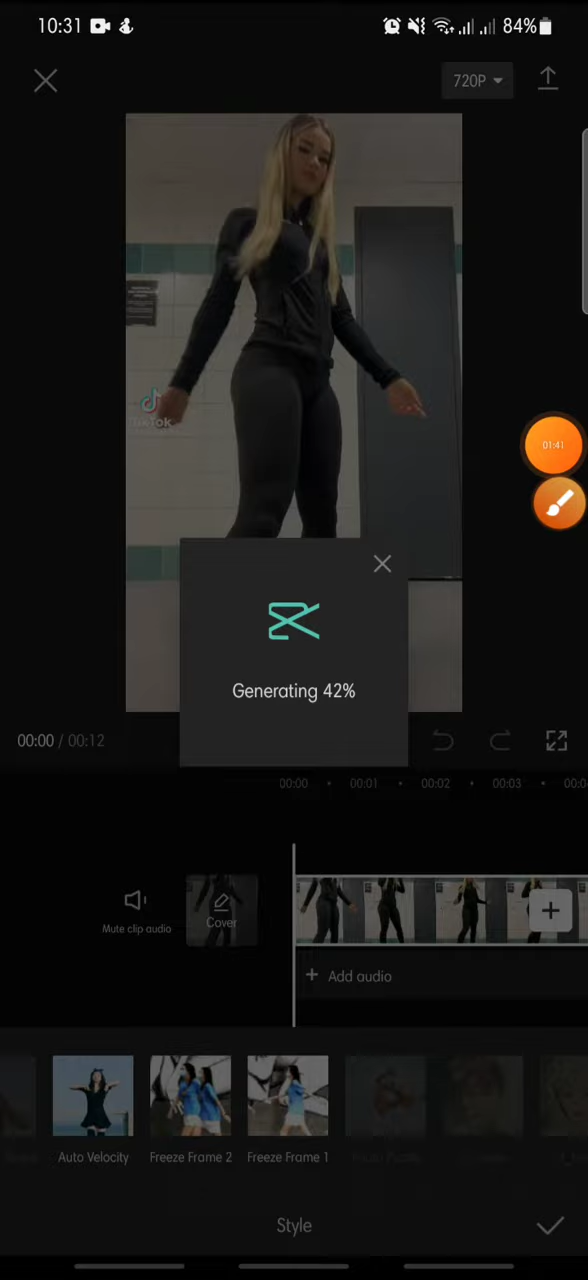 10:31
84%
720P
TikTok
01:41
Generating 42%
00:00 / 00:12
00:00
00:01
00:02
00:03
Mute clip audio
Cover
+ Add audio
Auto Velocity
Freeze Frame 2
Freeze Frame 1
Style